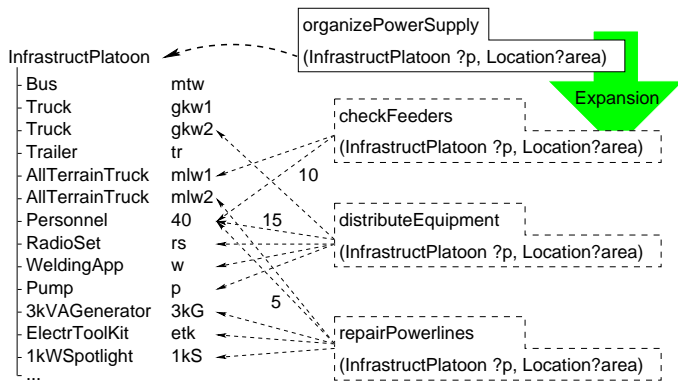 organizePowerSupply
(InfrastructPlatoon ?p, Location?area)
InfrastructPlatoon
Expansion
Bus mtw
Truck gkw1
Truck gkw2
Trailer tr
AllTerrainTruck mlw1
AllTerrainTruck mlw2
Personnel 40
RadioSet rs
WeldingApp w
Pump p
3kVAGenerator 3kG
ElectrToolKit etk
1kWSpotlight 1kS
...
checkFeeders
(InfrastructPlatoon ?p, Location?area)
10
15
distributeEquipment
(InfrastructPlatoon ?p, Location?area)
5
repairPowerlines
(InfrastructPlatoon ?p, Location?area)